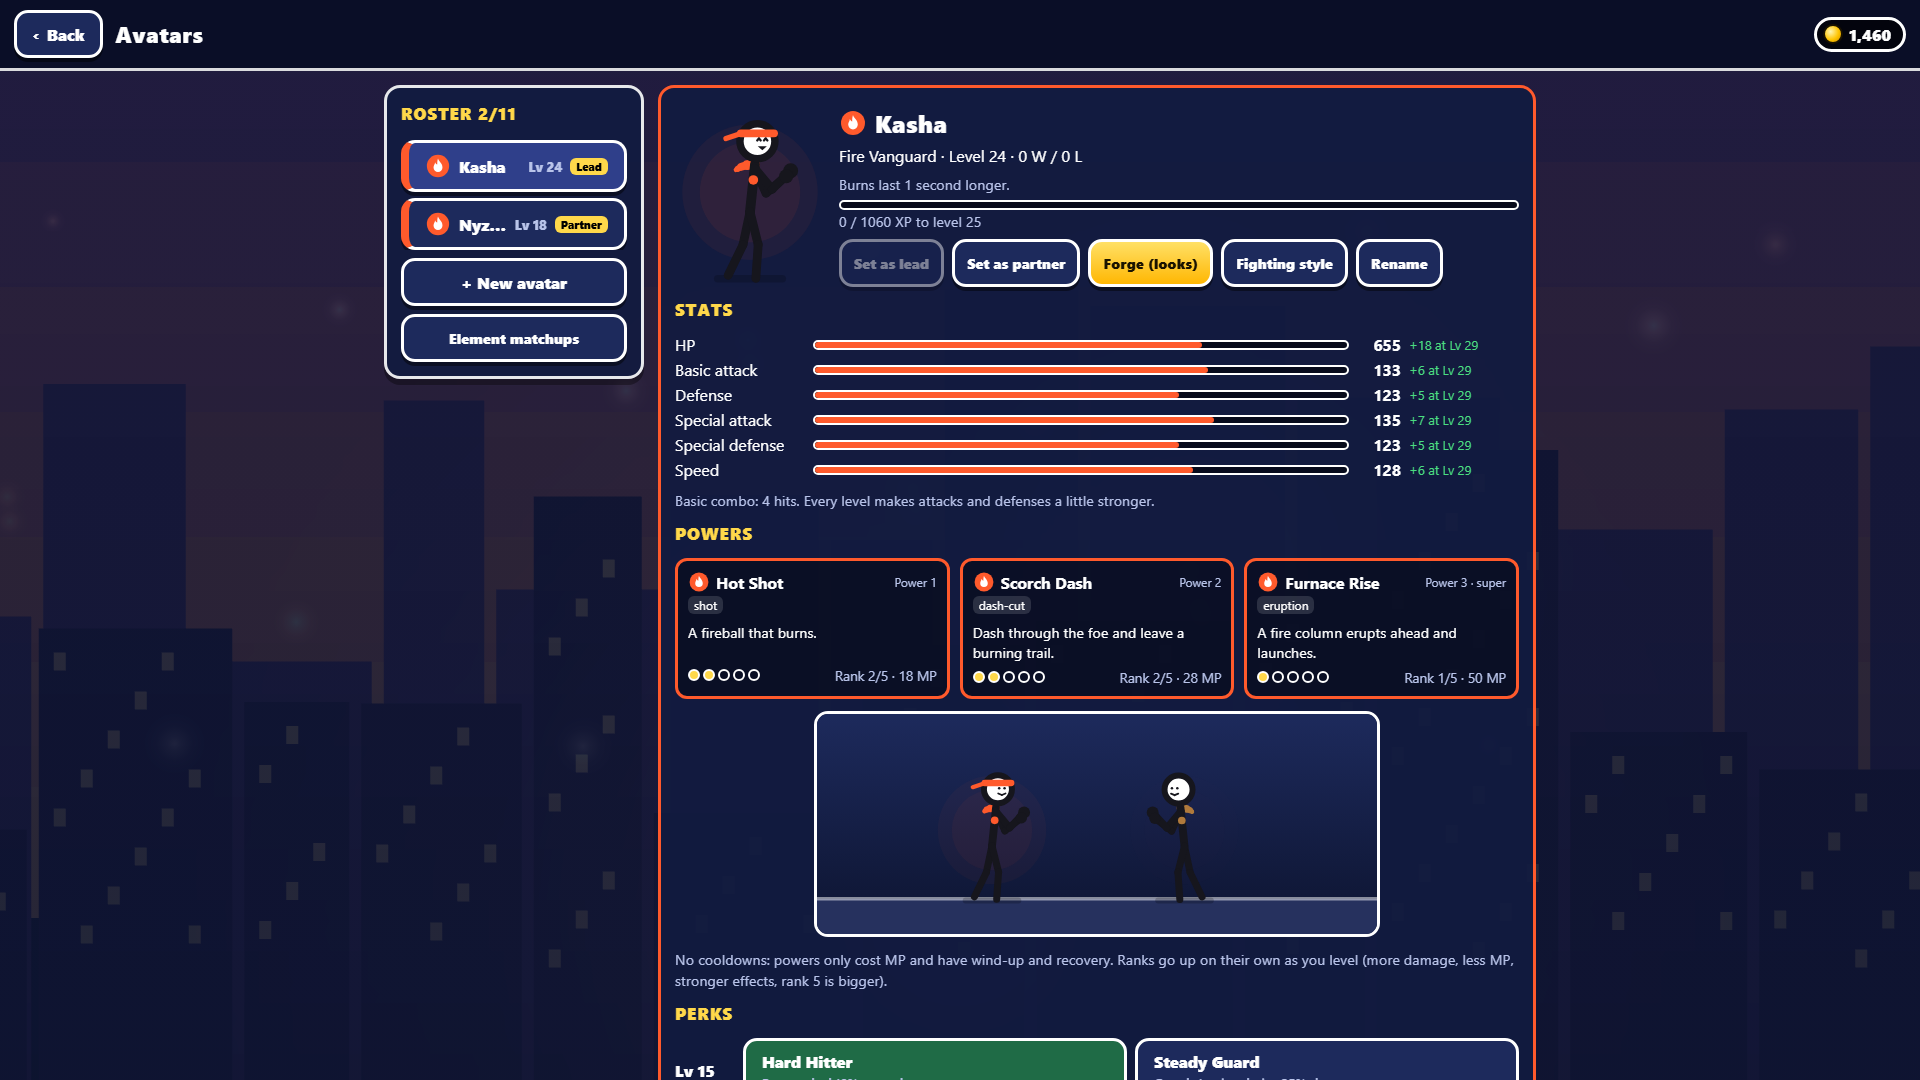 ‹ Back
Avatars
1,460
ROSTER 2/11
Kasha Lv 24 Lead
Nyz... Lv 18 Partner
+ New avatar
Element matchups
Kasha
Fire Vanguard · Level 24 · 0 W / 0 L
Burns last 1 second longer.
0 / 1060 XP to level 25
Set as lead
Set as partner
Forge (looks)
Fighting style
Rename
STATS
HP 655 +18 at Lv 29
Basic attack 133 +6 at Lv 29
Defense 123 +5 at Lv 29
Special attack 135 +7 at Lv 29
Special defense 123 +5 at Lv 29
Speed 128 +6 at Lv 29
Basic combo: 4 hits. Every level makes attacks and defenses a little stronger.
POWERS
Hot Shot Power 1
shot
A fireball that burns.
Rank 2/5 · 18 MP
Scorch Dash Power 2
dash-cut
Dash through the foe and leave a
burning trail.
Rank 2/5 · 28 MP
Furnace Rise Power 3 · super
eruption
A fire column erupts ahead and
launches.
Rank 1/5 · 50 MP
No cooldowns: powers only cost MP and have wind-up and recovery. Ranks go up on their own as you level (more damage, less MP,
stronger effects, rank 5 is bigger).
PERKS
Lv 15
Hard Hitter
Steady Guard